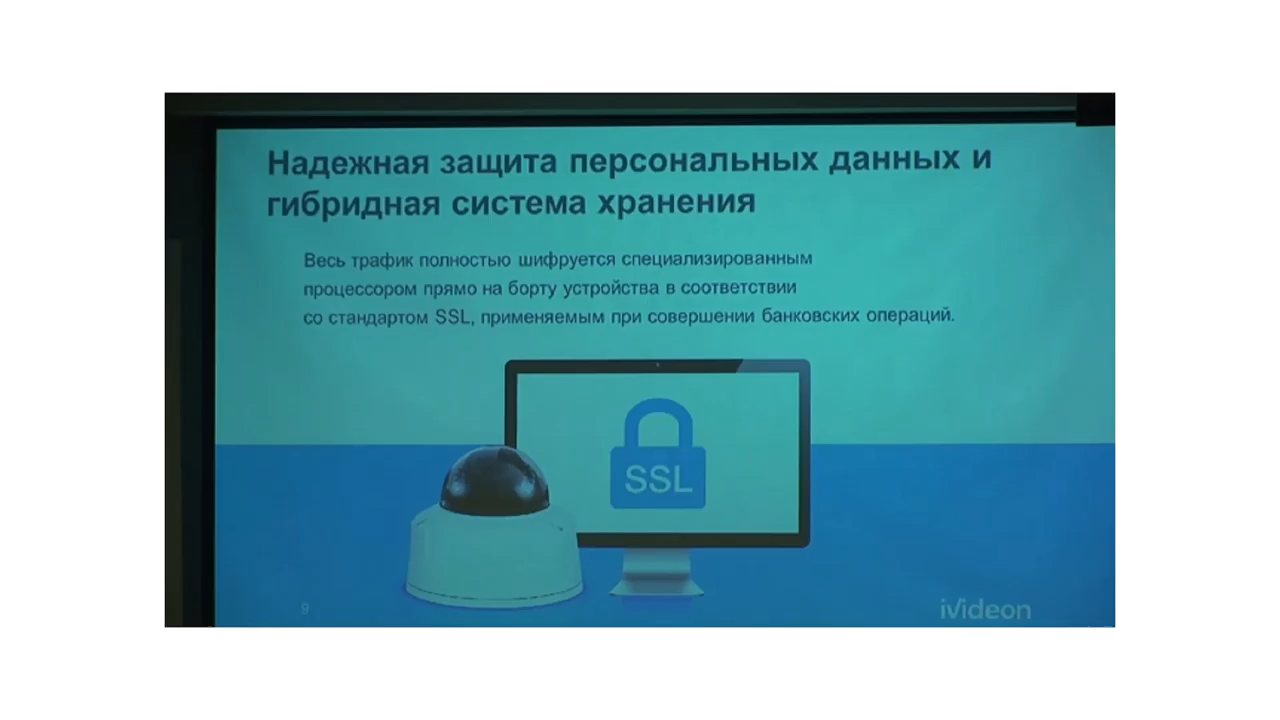 Надежная защита персональных данных и
гибридная система хранения
Весь трафик полностью шифруется специализированным
процессором прямо на борту устройства в соответствии
со стандартом SSL, применяемым при совершении банковских операций.
SSL
9
iVideon